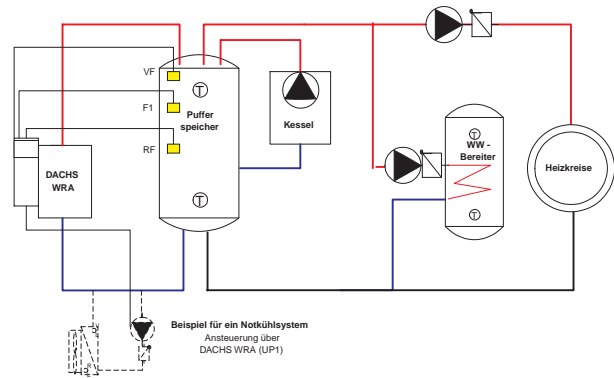 VF
F1
RF
T
Puffer
speicher
T
Kessel
DACHS
WRA
T
WW -
Bereiter
T
Heizkreise
Beispiel für ein Notkühlsystem
Ansteuerung über
DACHS WRA (UP1)